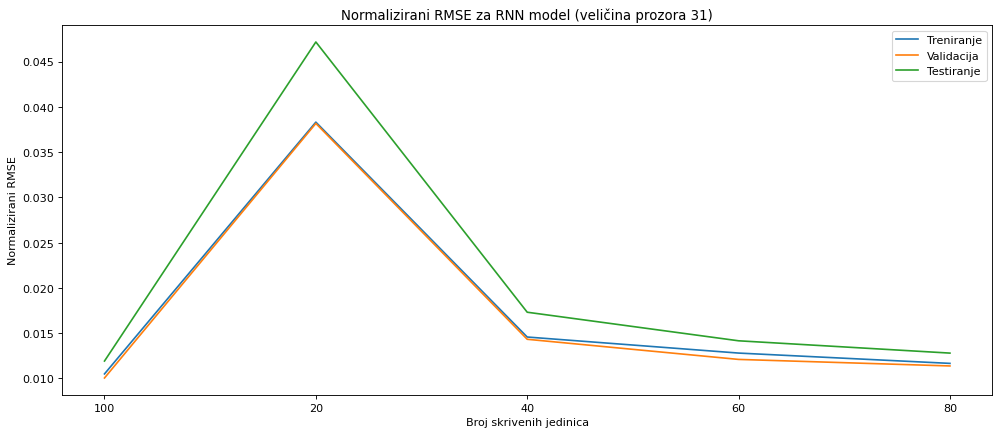 Normalizirani RMSE za RNN model (veličina prozora 31)
Treniranje
Validacija
Testiranje
Normalizirani RMSE
0.045
0.040
0.035
0.030
0.025
0.020
0.015
0.010
100 20 40 60 80
Broj skrivenih jedinica